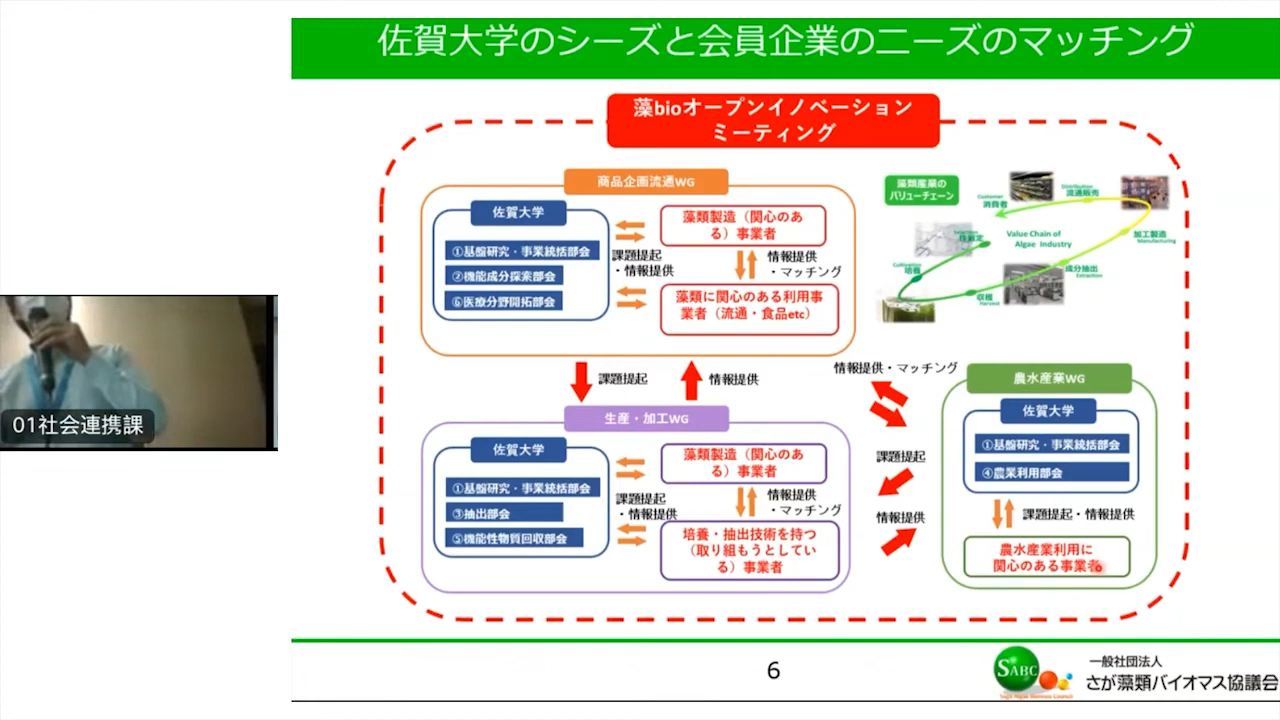 佐賀大学のシーズと会員企業のニーズのマッチング
藻bioオープンイノベーション
ミーティング
商品企画流通WG
佐賀大学
①基盤研究・事業統括部会
②機能成分探索部会
⑥医療分野開拓部会
課題提起
・情報提供
藻類製造（関心のあ
る）事業者
情報提供
・マッチング
藻類に関心のある利用事
業者（流通・食品etc）
藻類産業の
バリューチェーン
Customer
消費者
Distribution
流通販売
加工製造
Manufacturing
Value Chain of
Algae Industry
成分抽出
Extraction
Cultivation
培養
収穫
Harvest
課題提起
情報提供
情報提供・マッチング
課題提起
情報提供
生産・加工WG
佐賀大学
①基盤研究・事業統括部会
③抽出部会
⑤機能性物質回収部会
課題提起
・情報提供
藻類製造（関心のあ
る）事業者
情報提供
・マッチング
培養・抽出技術を持つ
（取り組もうとしてい
る）事業者
農水産業WG
佐賀大学
①基盤研究・事業統括部会
④農業利用部会
課題提起・情報提供
農水産業利用に
関心のある事業者
01社会連携課
6
SABC
一般社団法人
さが藻類バイオマス協議会